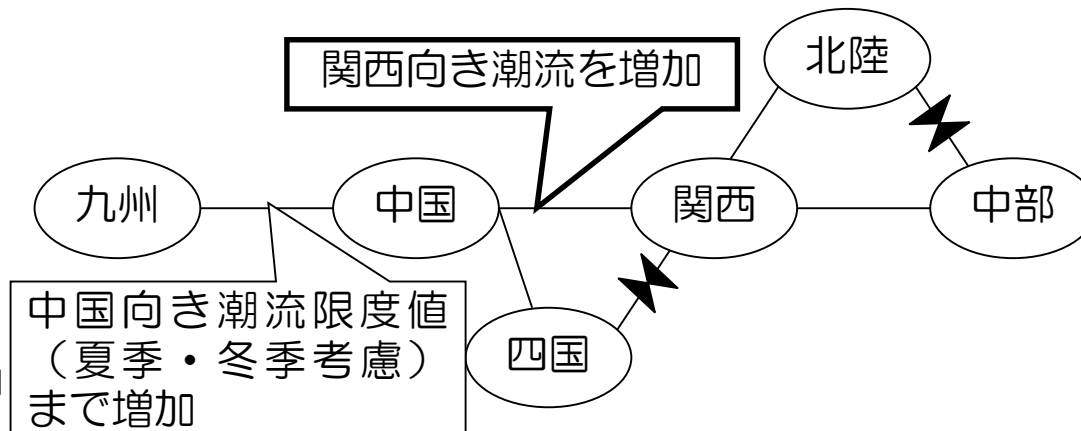 関西向き潮流を増加
北陸
九州
中国
関西
中部
中国向き潮流限度値
（夏季・冬季考慮）
まで増加
四国